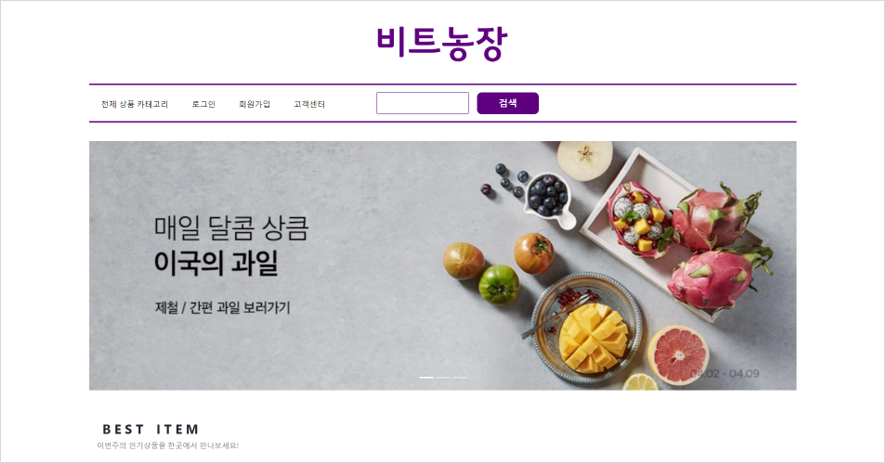 비트농장
전체 상품 카테고리 로그인 회원가입 고객센터 검색
매일 달콤 상큼
이국의 과일
제철 / 간편 과일 보러가기
04.02 - 04.09
BEST ITEM
이번주의 인기상품을 한곳에서 만나보세요!